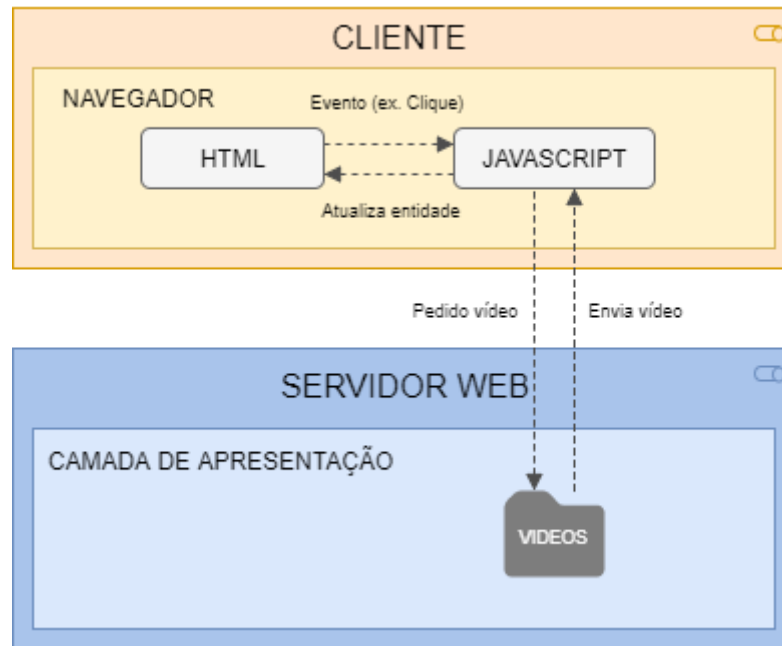 CLIENTE
NAVEGADOR
Evento (ex. Clique)
HTML
JAVASCRIPT
Atualiza entidade
Pedido vídeo
Envia vídeo
SERVIDOR WEB
CAMADA DE APRESENTAÇÃO
VIDEOS